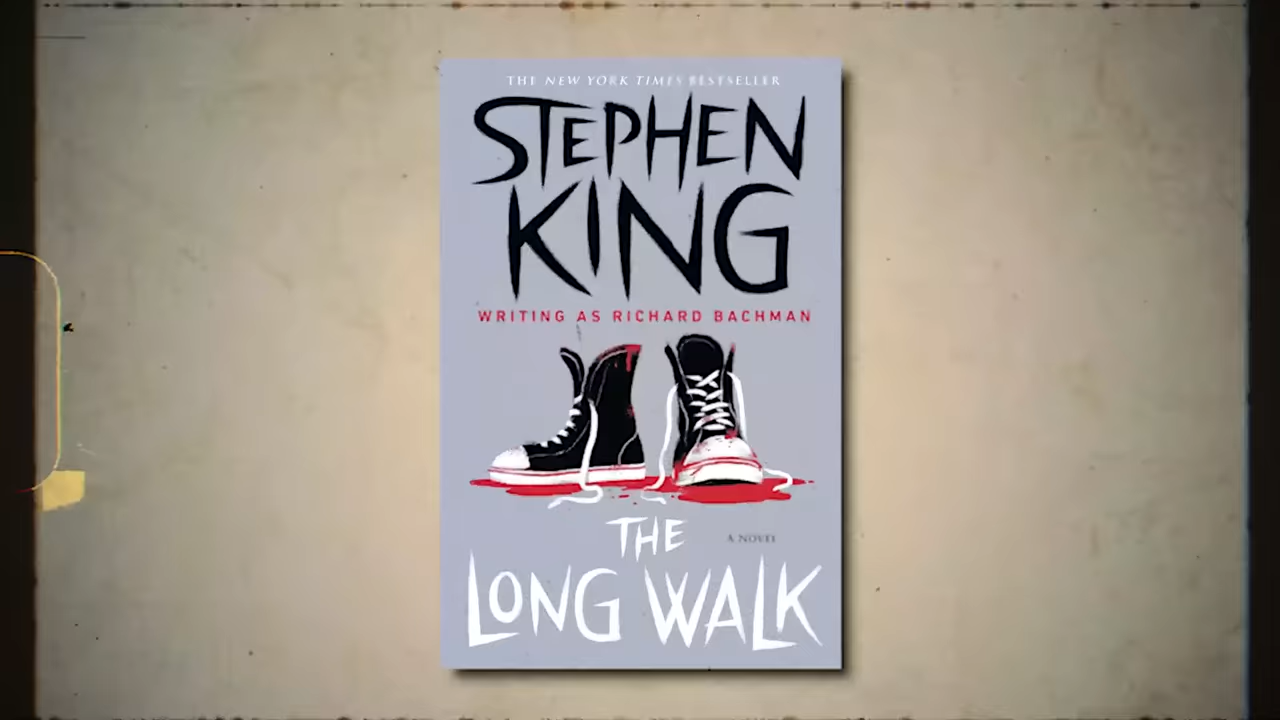 THE NEW YORK TIMES BESTSELLER
STEPHEN
KING
WRITING AS RICHARD BACHMAN
THE
A NOVEL
LONG WALK